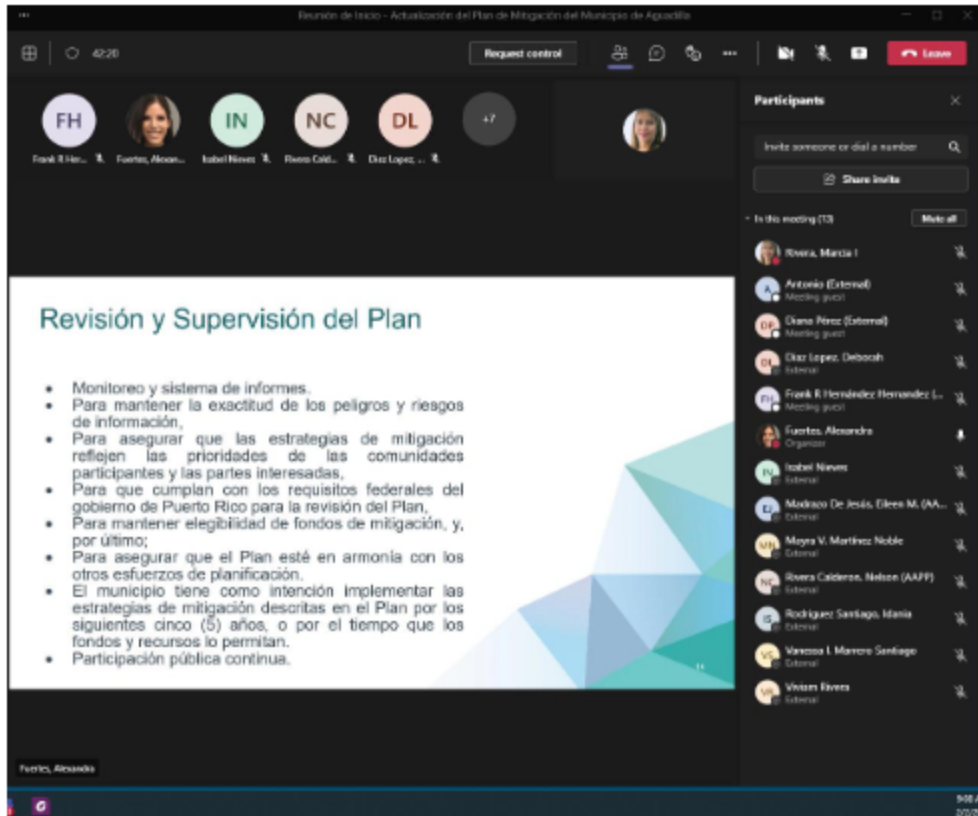 Reunión de Inicio - Actualización del Plan de Mitigación del Municipio de Aguadilla
42:20
Request control
Leave
FH
IN
NC
DL
+7
Frank R Her...
Fuertes, Alexan...
Isabel Nieves
Rivera Cald...
Diaz Lopez, ...
Participants
Invite someone or dial a number
Share invite
In this meeting (13)
Mute all
Rivera, Marcia I
Antonio (External)
Meeting guest
Diana Pérez (External)
Meeting guest
Diaz Lopez, Deborah
External
Frank R Hernández Hernandez (...
Meeting guest
Fuertes, Alexandra
Organizer
Isabel Nieves
External
Madrazo De Jesús, Eileen M. (AA...
External
Mayra V. Martínez Noble
External
Rivera Calderon, Nelson (AAPP)
External
Rodriguez Santiago, Idania
External
Vanessa I. Marrero Santiago
External
Viviam Rivera
External
Revisión y Supervisión del Plan
• Monitoreo y sistema de informes.
• Para mantener la exactitud de los peligros y riesgos
de información,
• Para asegurar que las estrategias de mitigación
reflejen las prioridades de las comunidades
participantes y las partes interesadas,
• Para que cumplan con los requisitos federales del
gobierno de Puerto Rico para la revisión del Plan,
• Para mantener elegibilidad de fondos de mitigación, y,
por último;
• Para asegurar que el Plan esté en armonía con los
otros esfuerzos de planificación.
• El municipio tiene como intención implementar las
estrategias de mitigación descritas en el Plan por los
siguientes cinco (5) años, o por el tiempo que los
fondos y recursos lo permitan.
• Participación pública continua.
Fuertes, Alexandra